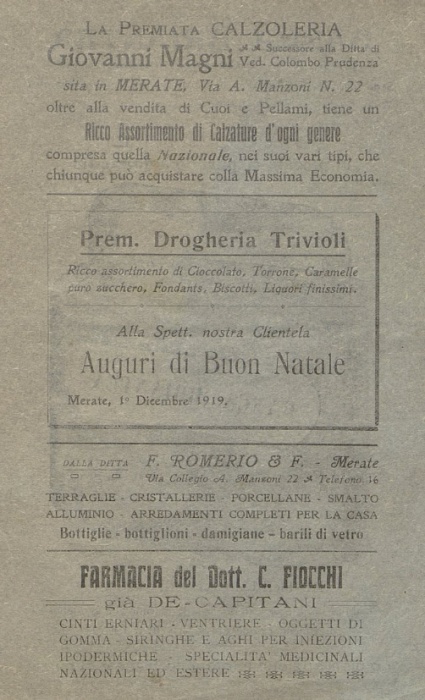 LA PREMIATA CALZOLERIA
Giovanni Magni Successore alla Ditta di
Ved. Colombo Prudenza
sita in MERATE, Via A. Manzoni N. 22
oltre alla vendita di Cuoi e Pellami, tiene un
Ricco Assortimento di Calzature d'ogni genere
compresa quella Nazionale, nei suoi vari tipi, che
chiunque può acquistare colla Massima Economia.
Prem. Drogheria Trivioli
Ricco assortimento di Cioccolato, Torrone, Caramelle
puro succhero, Fondants, Biscotti, Liquori finissimi.
Alla Spett. nostra Clientela
Auguri di Buon Natale
Merate, 1° Dicembre 1919.
DALLA DITTA F. ROMERIO & F. - Merate
Via Collegio A. Manzoni 22 Telefono 16
TERRAGLIE - CRISTALLERIE - PORCELLANE - SMALTO
ALLUMINIO - ARREDAMENTI COMPLETI PER LA CASA
Bottiglie - bottiglioni - damigiane - barili di vetro
FARMACIA del Dott. C. FIOCCHI
già DE-CAPITANI
CINTI ERNIARI - VENTRIERE - OGGETTI DI
GOMMA - SIRINGHE E AGHI PER INIEZIONI
IPODERMICHE - SPECIALITA' MEDICINALI
NAZIONALI ED ESTERE